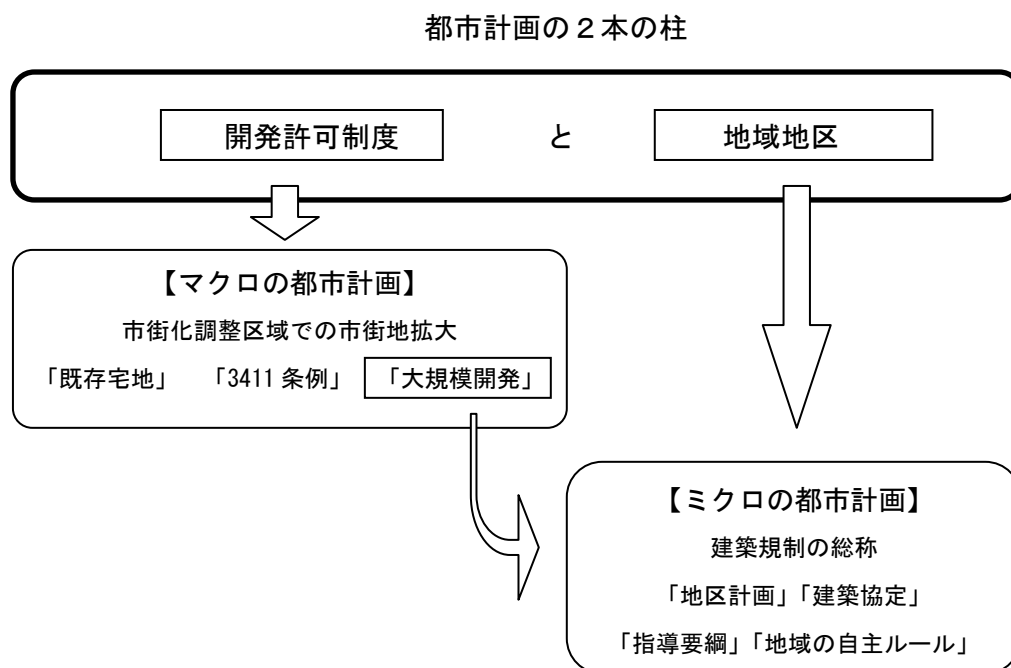 都市計画の２本の柱
開発許可制度 と 地域地区
【マクロの都市計画】
市街化調整区域での市街地拡大
「既存宅地」 「3411 条例」 「大規模開発」
【ミクロの都市計画】
建築規制の総称
「地区計画」「建築協定」
「指導要綱」「地域の自主ルール」